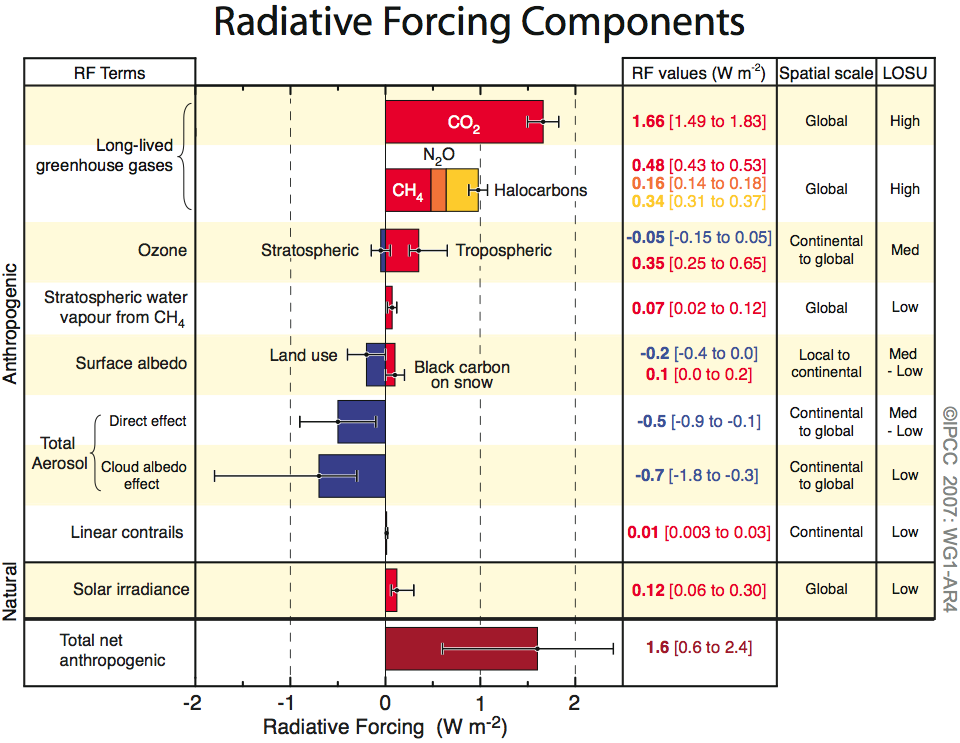 Radiative Forcing Components
RF Terms
RF values (W m-2)
Spatial scale
LOSU
Anthropogenic
Long-lived
greenhouse gases
CO2
1.66 [1.49 to 1.83]
Global
High
N2O
CH4
Halocarbons
0.48 [0.43 to 0.53]
0.16 [0.14 to 0.18]
0.34 [0.31 to 0.37]
Global
High
Ozone
Stratospheric
Tropospheric
-0.05 [-0.15 to 0.05]
0.35 [0.25 to 0.65]
Continental
to global
Med
Stratospheric water
vapour from CH4
0.07 [0.02 to 0.12]
Global
Low
Surface albedo
Land use
Black carbon
on snow
-0.2 [-0.4 to 0.0]
0.1 [0.0 to 0.2]
Local to
continental
Med
- Low
Total
Aerosol
Direct effect
-0.5 [-0.9 to -0.1]
Continental
to global
Med
- Low
Cloud albedo
effect
-0.7 [-1.8 to -0.3]
Continental
to global
Low
Linear contrails
0.01 [0.003 to 0.03]
Continental
Low
Natural
Solar irradiance
0.12 [0.06 to 0.30]
Global
Low
Total net
anthropogenic
1.6 [0.6 to 2.4]
-2 -1 0 1 2
Radiative Forcing (W m-2)
©IPCC 2007: WG1-AR4